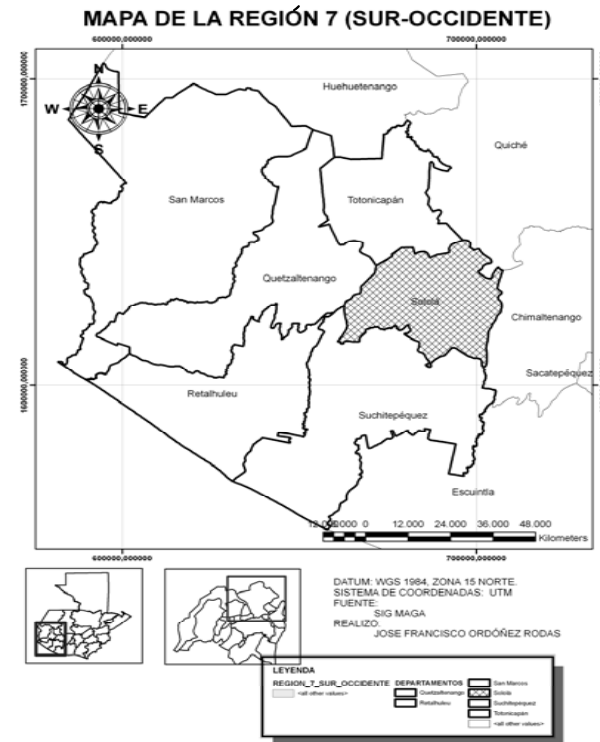 MAPA DE LA REGIÓN 7 (SUR-OCCIDENTE)
600000,000000 700000,000000
1700000,000000
N
W E
S
Huehuetenango
Quiché
San Marcos
Totonicapán
Quetzaltenango
Sololá
Chimaltenango
Sacatepéquez
1600000,000000
Retalhuleu
Suchitepéquez
Escuintla
0 12.000 24.000 36.000 48.000
Kilometers
600000,000000 700000,000000
DATUM: WGS 1984, ZONA 15 NORTE.
SISTEMA DE COORDENADAS: UTM
FUENTE:
SIG MAGA
REALIZO.
JOSE FRANCISCO ORDÓÑEZ RODAS
LEYENDA
REGION_7_SUR_OCCIDENTE
<all other values>
DEPARTAMENTOS
Quetzaltenango
Retalhuleu
San Marcos
Sololá
Suchitepéquez
Totonicapán
<all other values>